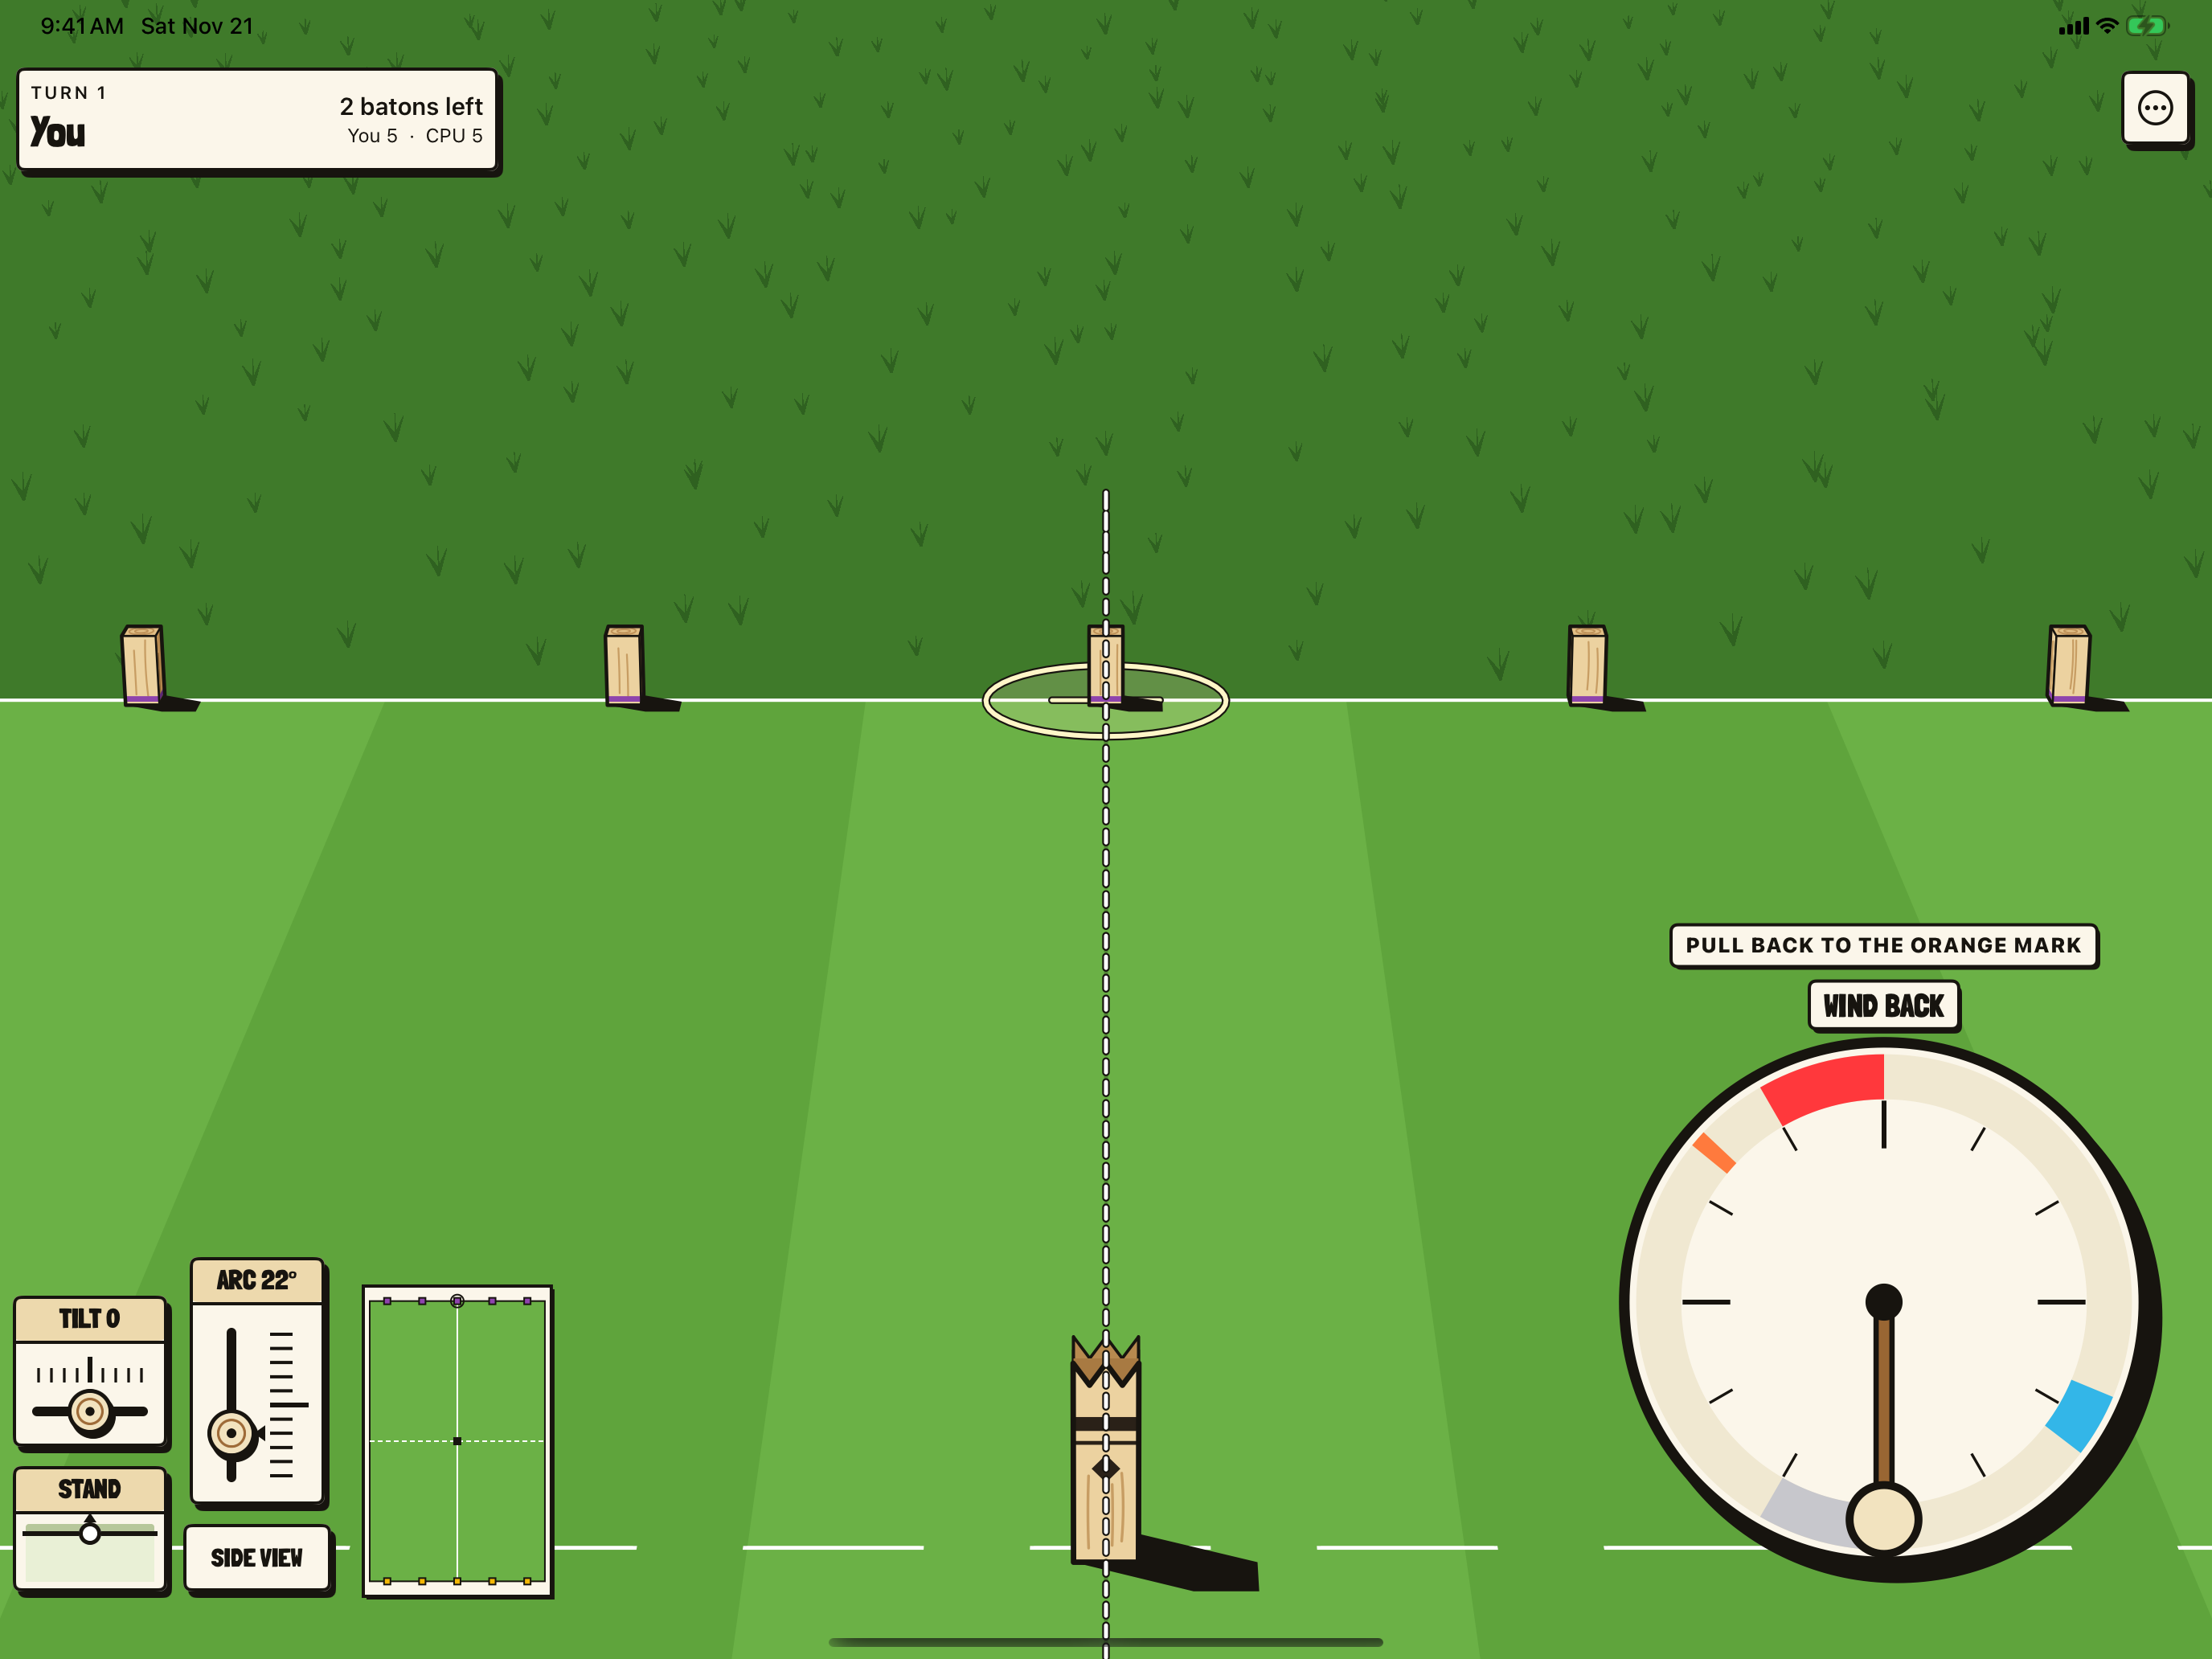 9:41 AM Sat Nov 21
TURN 1
You
2 batons left
You 5 · CPU 5
PULL BACK TO THE ORANGE MARK
WIND BACK
ARC 22°
TILT 0
STAND
SIDE VIEW